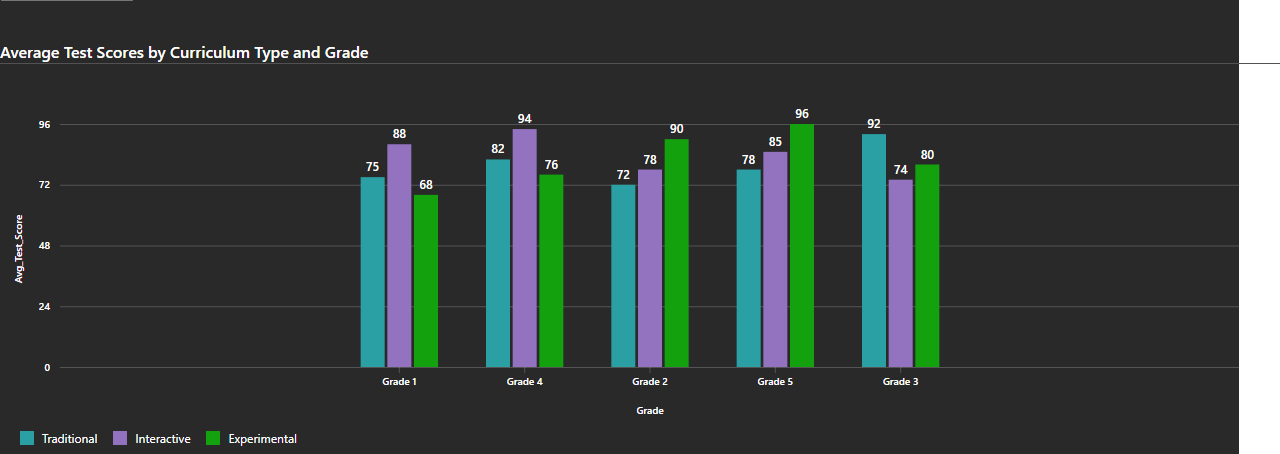 Average Test Scores by Curriculum Type and Grade
96
72
48
24
0
Avg_Test_Score
75 88 68
82 94 76
72 78 90
78 85 96
92 74 80
Grade 1 Grade 4 Grade 2 Grade 5 Grade 3
Grade
Traditional Interactive Experimental